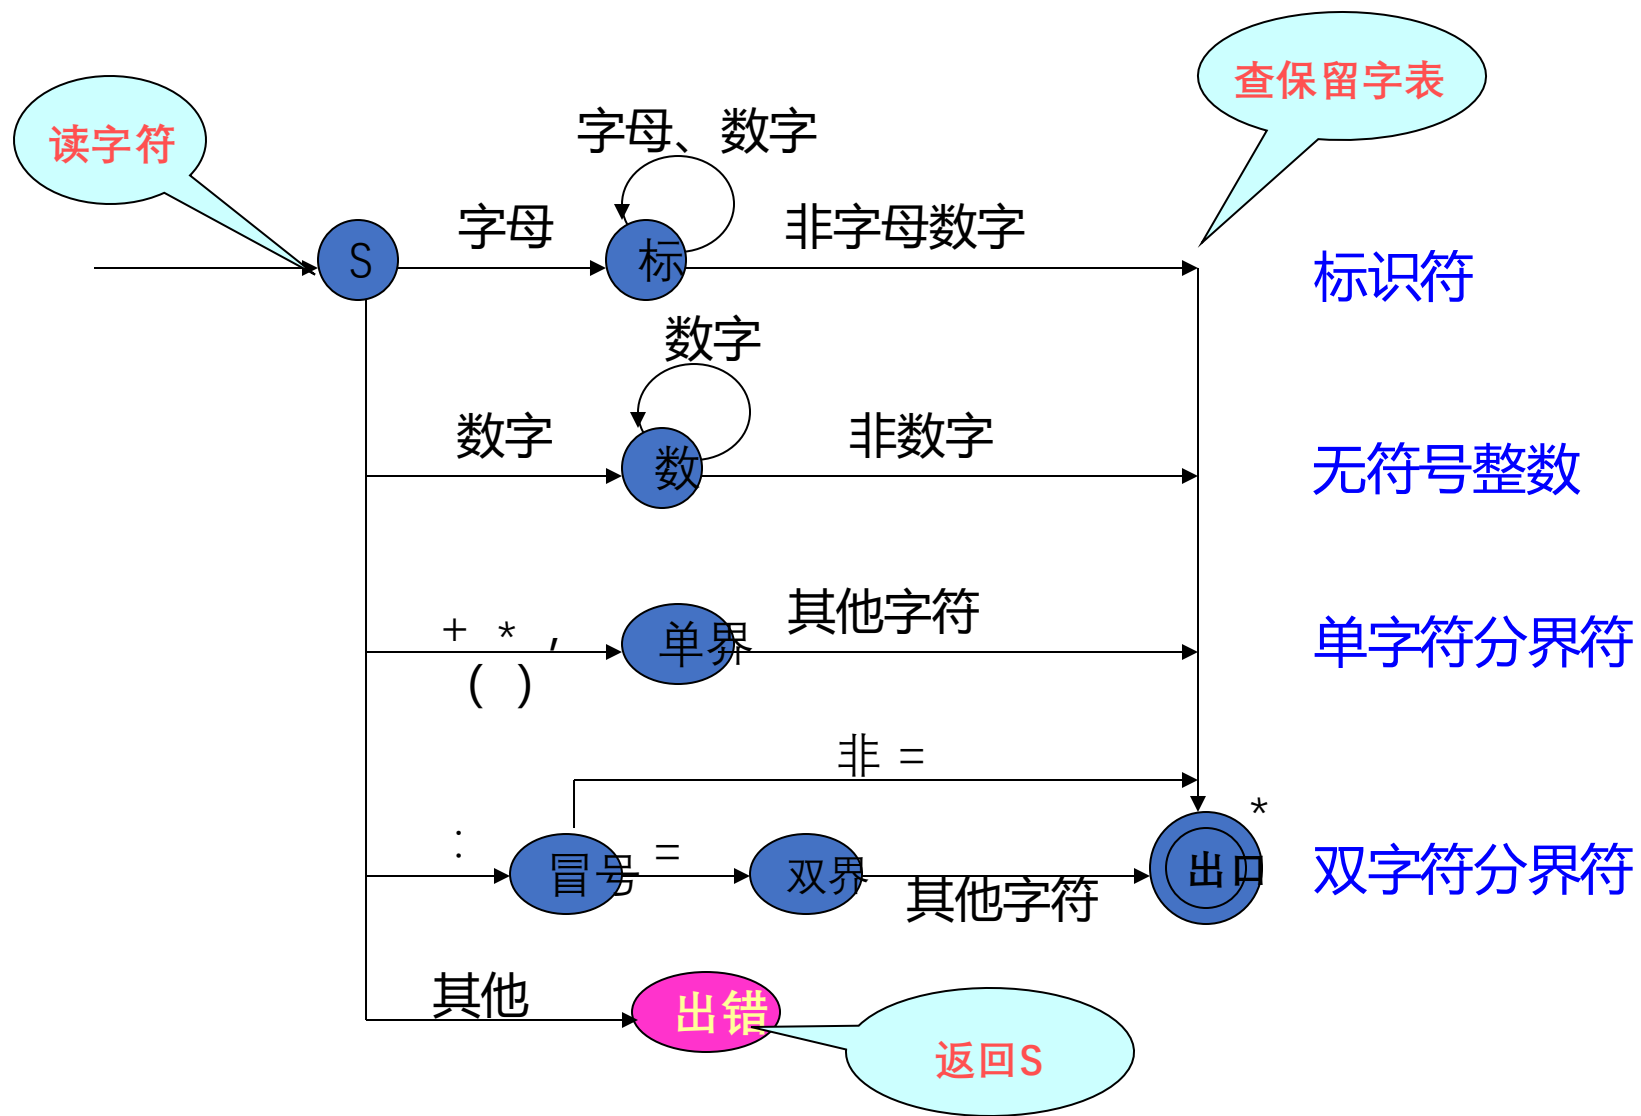 查保留字表
读字符
字母、数字
字母
非字母数字
S
标
标识符
数字
数字
非数字
数
无符号整数
+ * ,
( )
单界
其他字符
单字符分界符
非 =
:
冒号
=
双界
其他字符
*
出口
双字符分界符
其他
出错
返回S